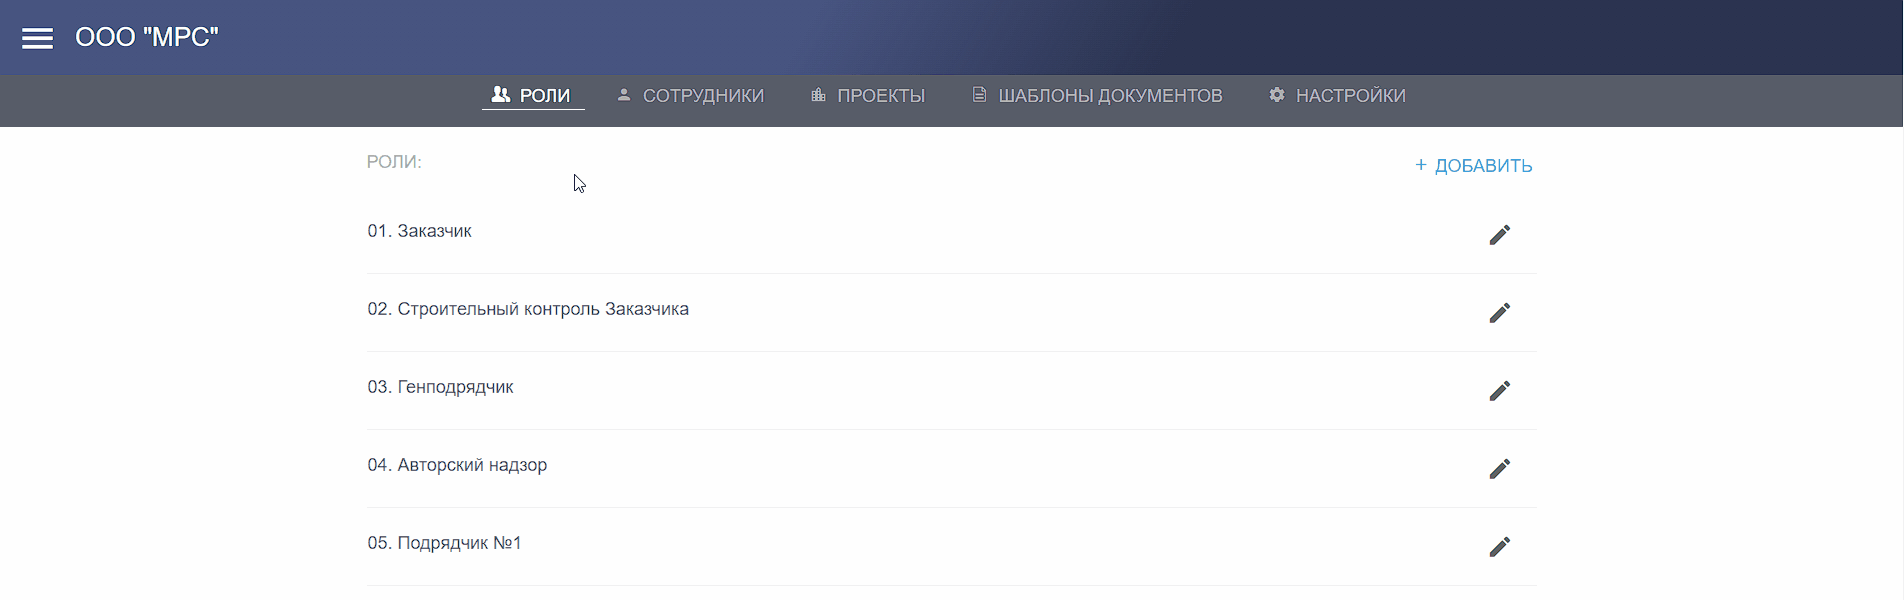 ООО "МРС"
РОЛИ СОТРУДНИКИ ПРОЕКТЫ ШАБЛОНЫ ДОКУМЕНТОВ НАСТРОЙКИ
РОЛИ: + ДОБАВИТЬ
01. Заказчик
02. Строительный контроль Заказчика
03. Генподрядчик
04. Авторский надзор
05. Подрядчик №1